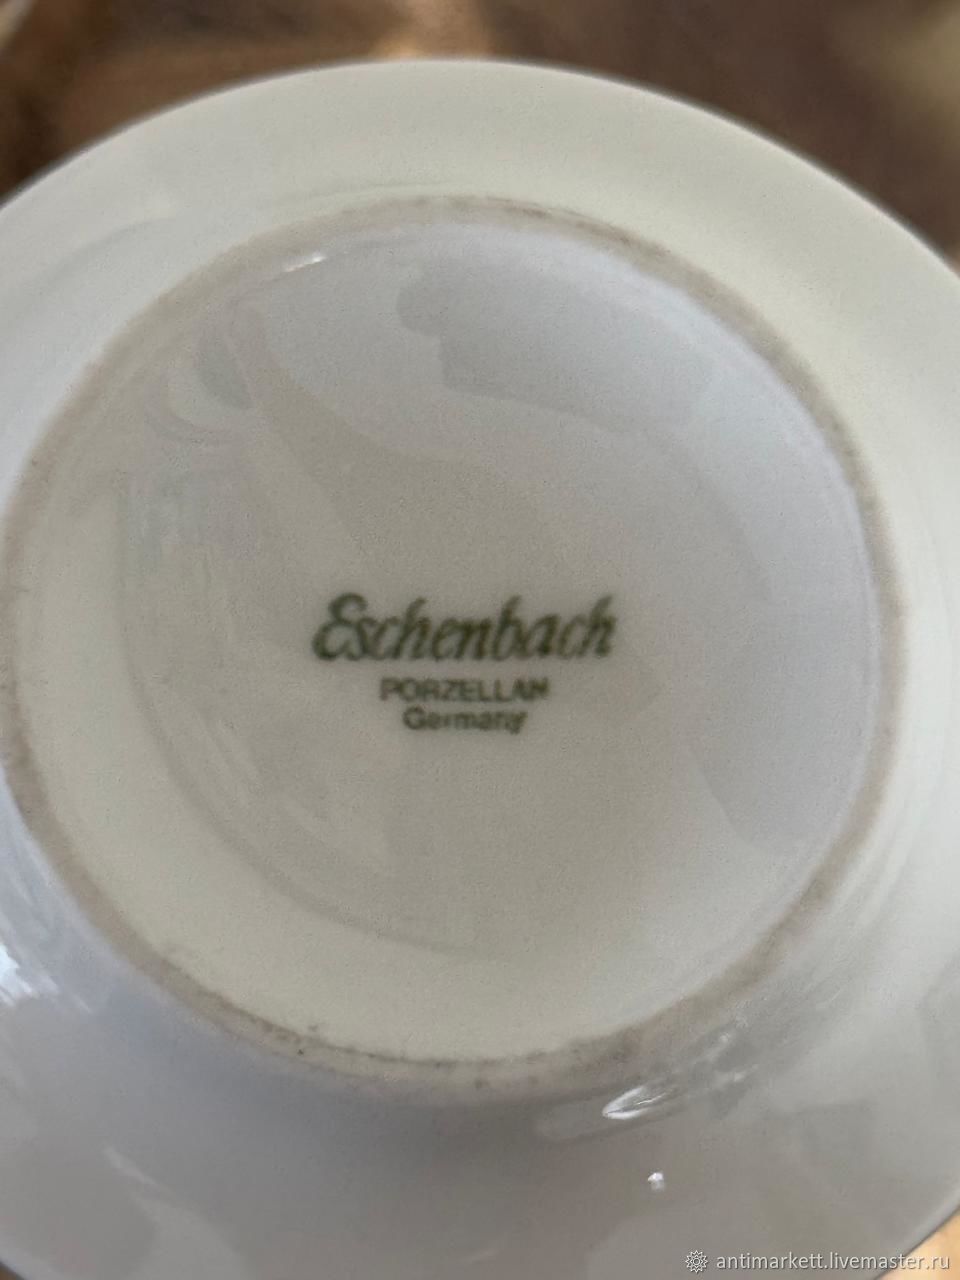 Eschenbach
PORZELLAN
Germany
antimarkett.livemaster.ru